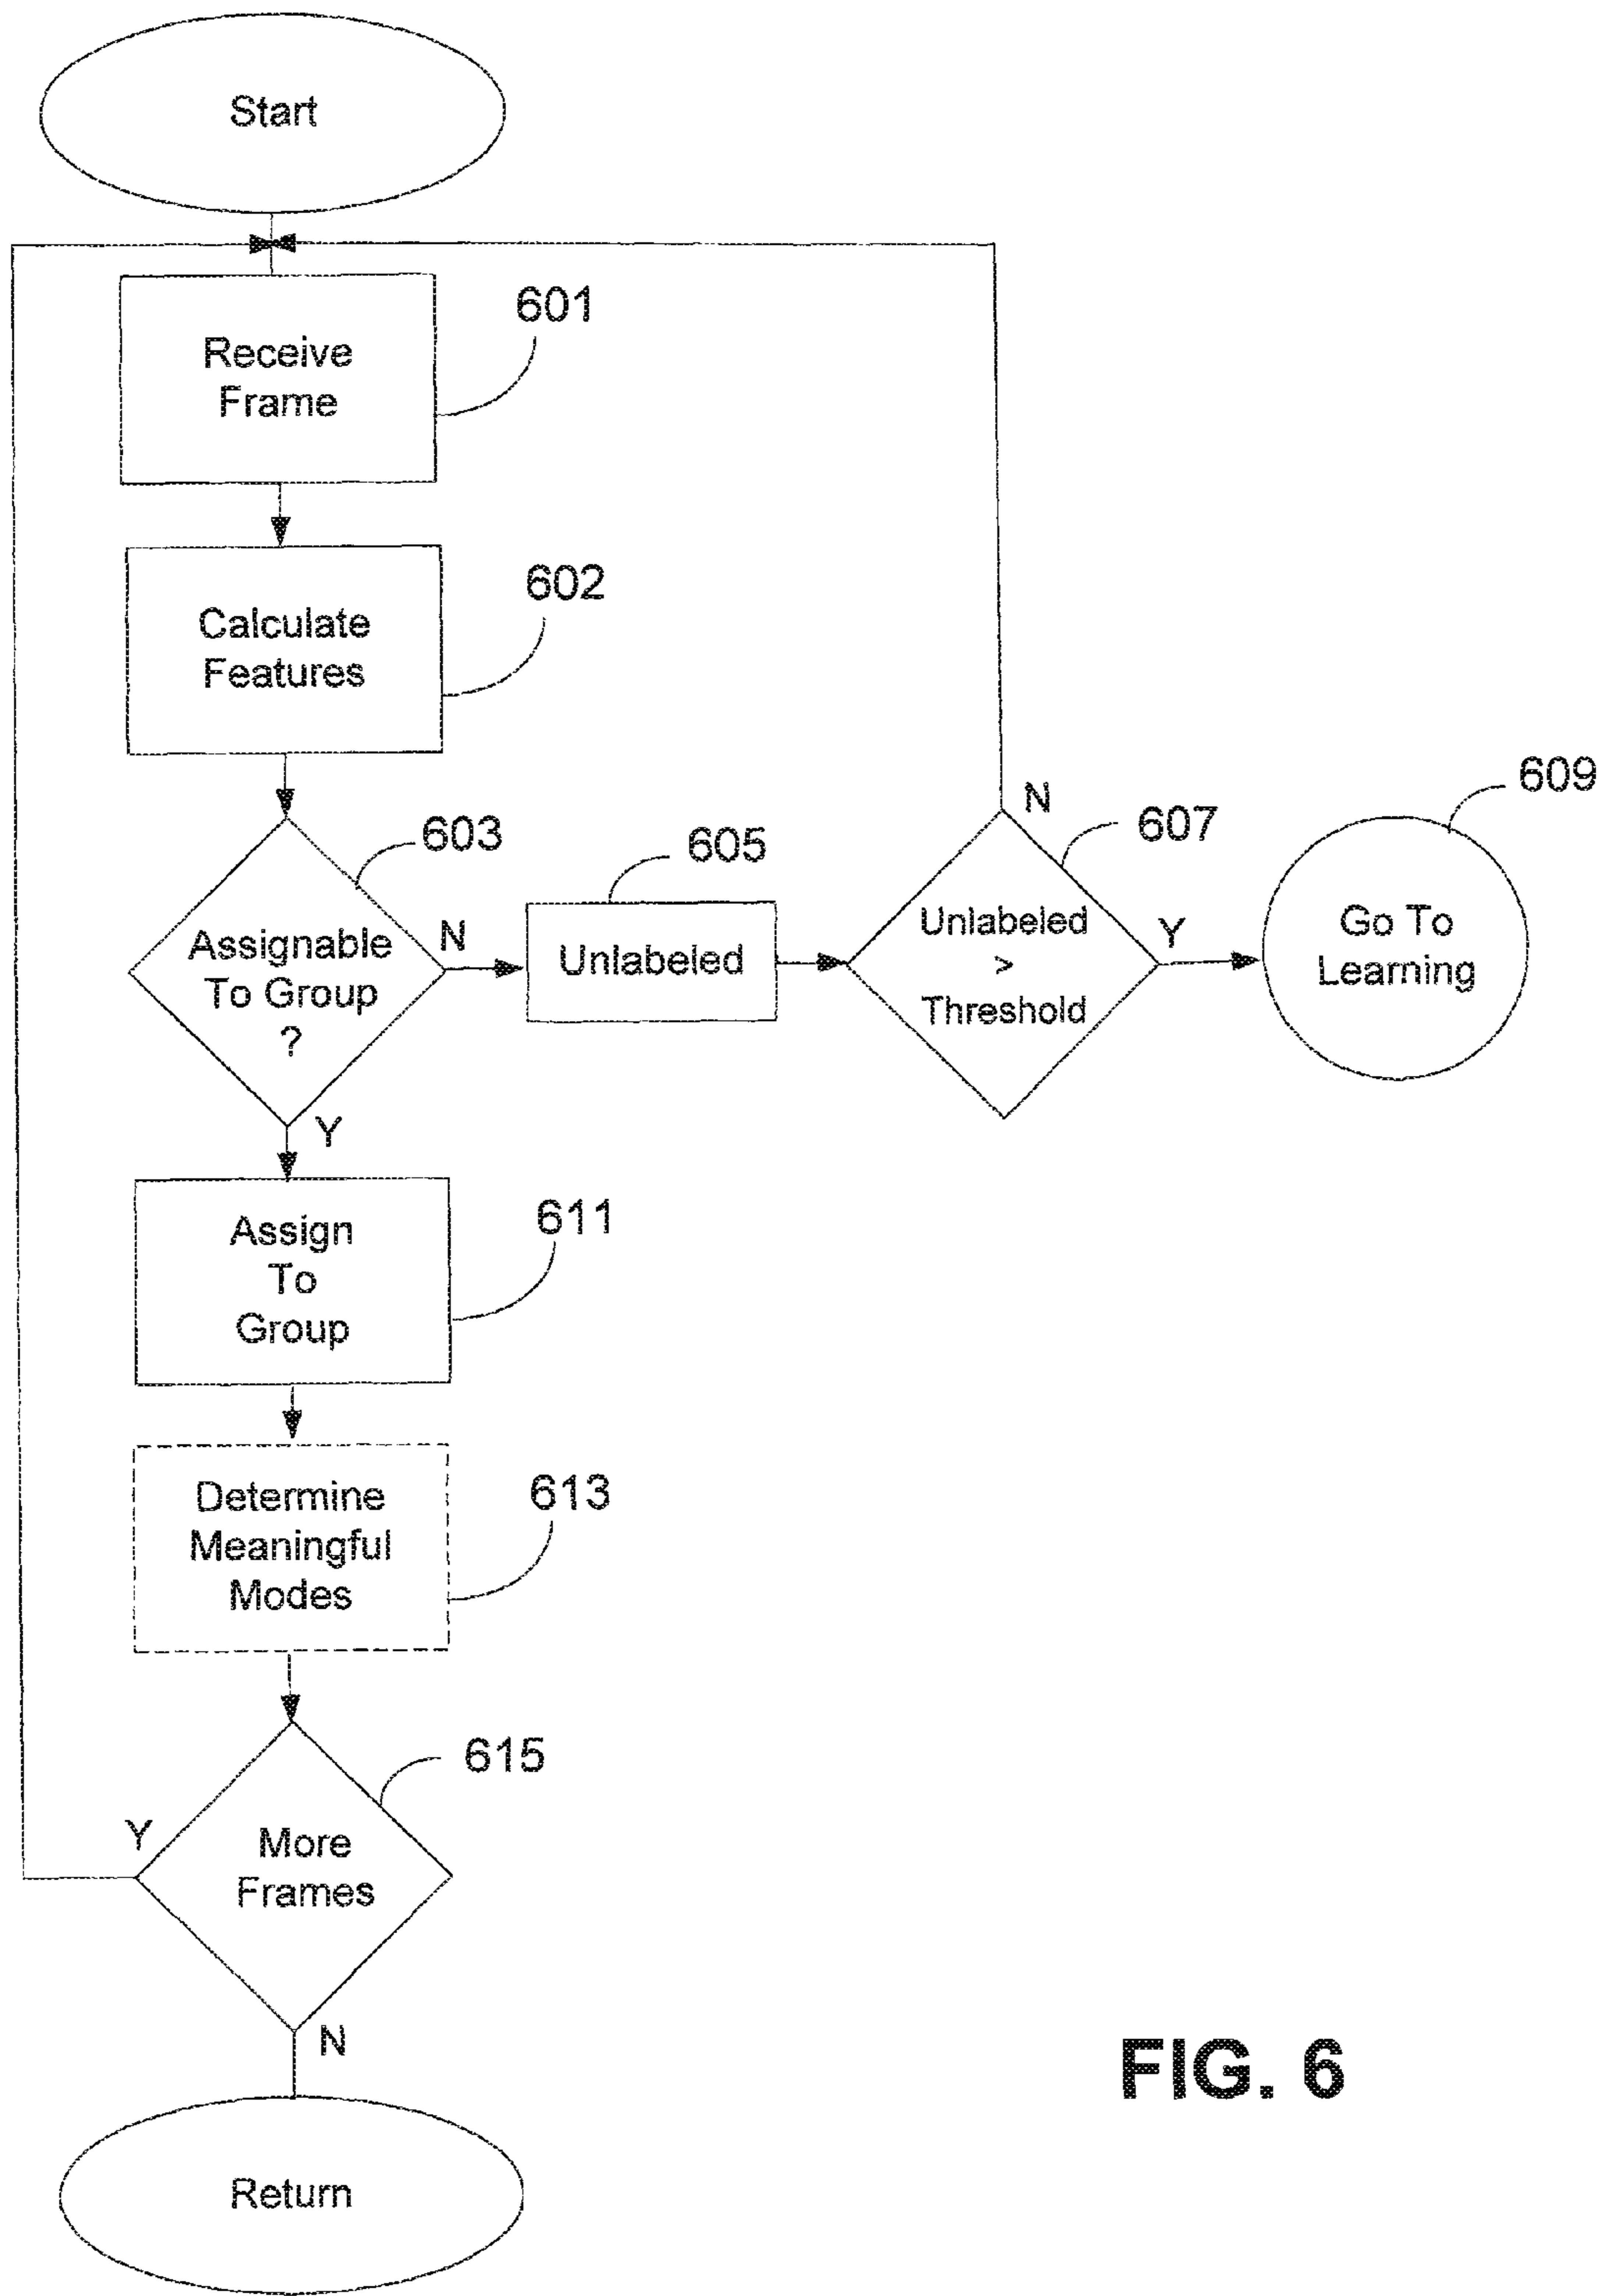 Start
601
Receive
Frame
602
Calculate
Features
603
Assignable
To Group
?
N
Y
605
Unlabeled
607
Unlabeled
>
Threshold
N
Y
609
Go To
Learning
611
Assign
To
Group
613
Determine
Meaningful
Modes
615
More
Frames
Y
N
Return
FIG. 6